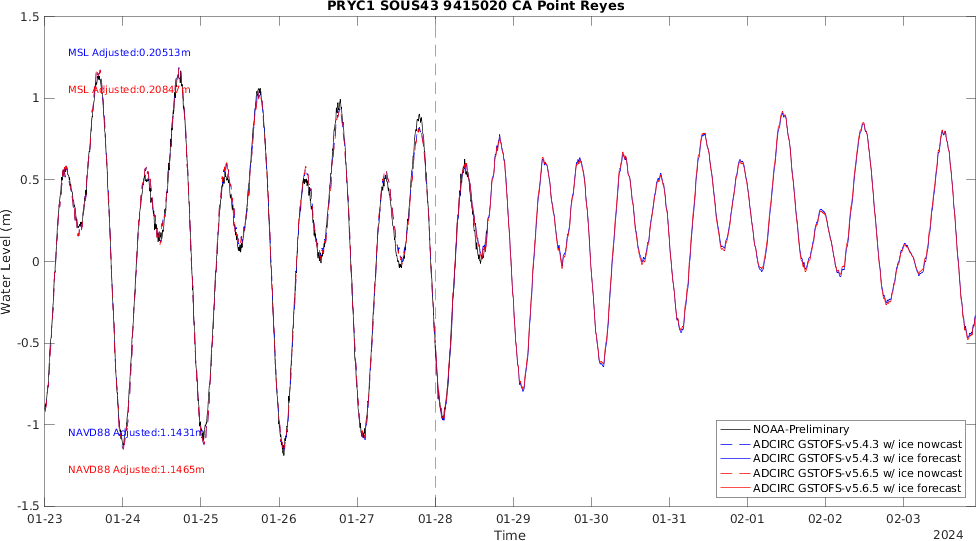 PRYC1 SOUS43 9415020 CA Point Reyes
1.5
1
0.5
0
-0.5
-1
-1.5
Water Level (m)
MSL Adjusted:0.20513m
MSL Adjusted:0.20847m
NAVD88 Adjusted:1.1431m
NAVD88 Adjusted:1.1465m
NOAA-Preliminary
ADCIRC GSTOFS-v5.4.3 w/ ice nowcast
ADCIRC GSTOFS-v5.4.3 w/ ice forecast
ADCIRC GSTOFS-v5.6.5 w/ ice nowcast
ADCIRC GSTOFS-v5.6.5 w/ ice forecast
01-23 01-24 01-25 01-26 01-27 01-28 01-29 01-30 01-31 02-01 02-02 02-03
Time
2024